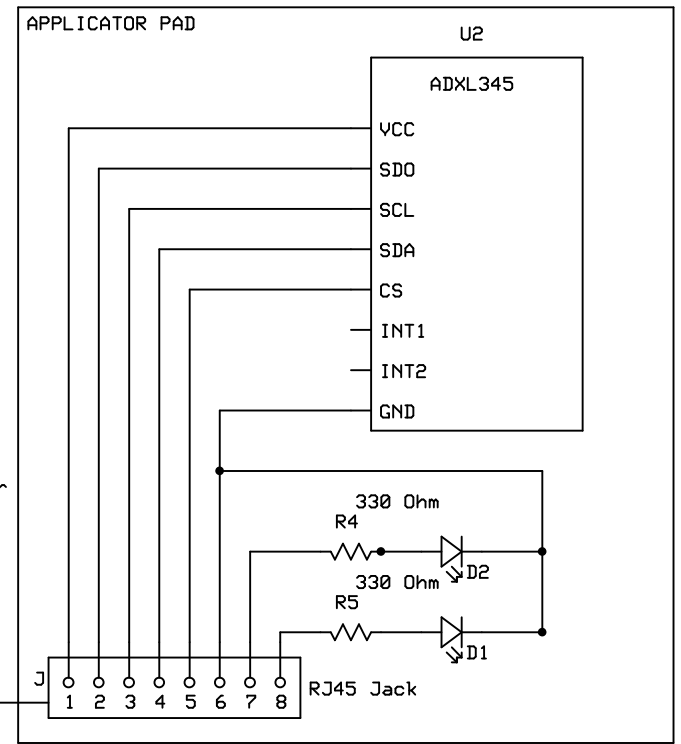 APPLICATOR PAD
U2
ADXL345
VCC
SDO
SCL
SDA
CS
INT1
INT2
GND
330 Ohm
R4
D2
330 Ohm
R5
D1
J
RJ45 Jack
1 2 3 4 5 6 7 8